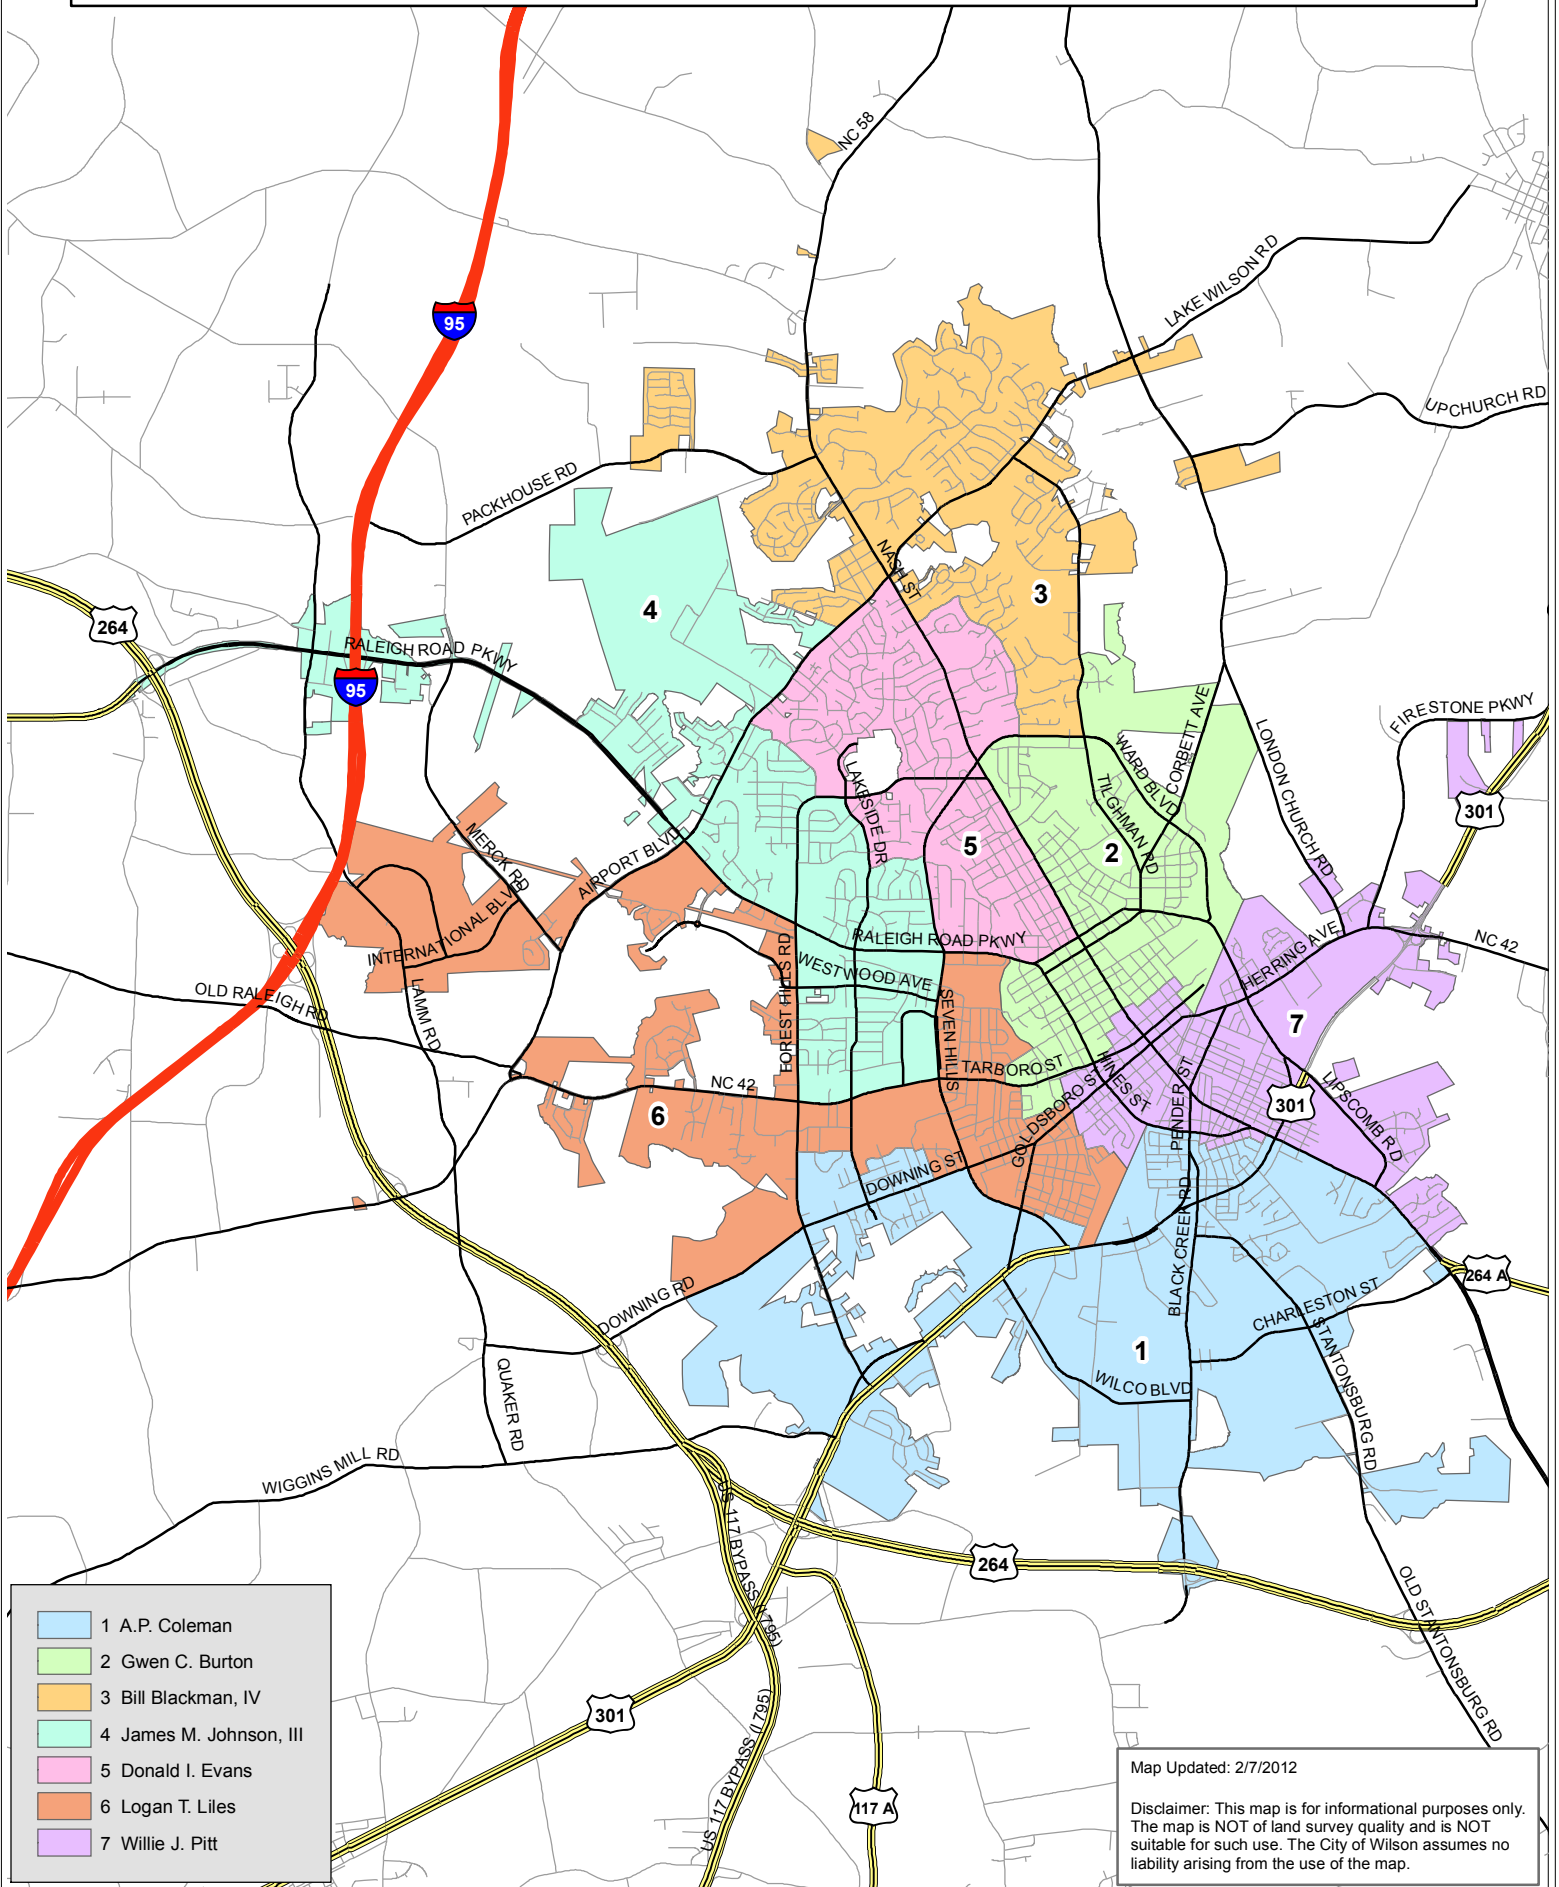 NC 58
LAKE WILSON RD
95
UPCHURCH RD
PACKHOUSE RD
NASH ST
3
4
264
RALEIGH ROAD PKWY
95
CORBETT AVE
FIRESTONE PKWY
LONDON CHURCH RD
WARD BLVD
LAKESIDE DR
TILGHMAN RD
301
MERCK RD
AIRPORT BLVD
5
2
INTERNATIONAL BLVD
RALEIGH ROAD PKWY
NC 42
HERRING AVE
WESTWOOD AVE
FOREST HILLS RD
OLD RALEIGH RD
LAMM RD
SEVEN HILLS
7
TARBORO ST
HINES ST
NC 42
6
GOLDSBORO ST
PENDER ST
301
LIPSCOMB RD
DOWNING ST
BLACK CREEK RD
264 A
DOWNING RD
CHARLESTON ST
STANTONSBURG RD
1
WILCO BLVD
QUAKER RD
WIGGINS MILL RD
US 117 BYPASS (I 795)
264
OLD STANTONSBURG RD
301
US 117 BYPASS (I 795)
117 A
1 A.P. Coleman
2 Gwen C. Burton
3 Bill Blackman, IV
4 James M. Johnson, III
5 Donald I. Evans
6 Logan T. Liles
7 Willie J. Pitt
Map Updated: 2/7/2012
Disclaimer: This map is for informational purposes only.
The map is NOT of land survey quality and is NOT
suitable for such use. The City of Wilson assumes no
liability arising from the use of the map.